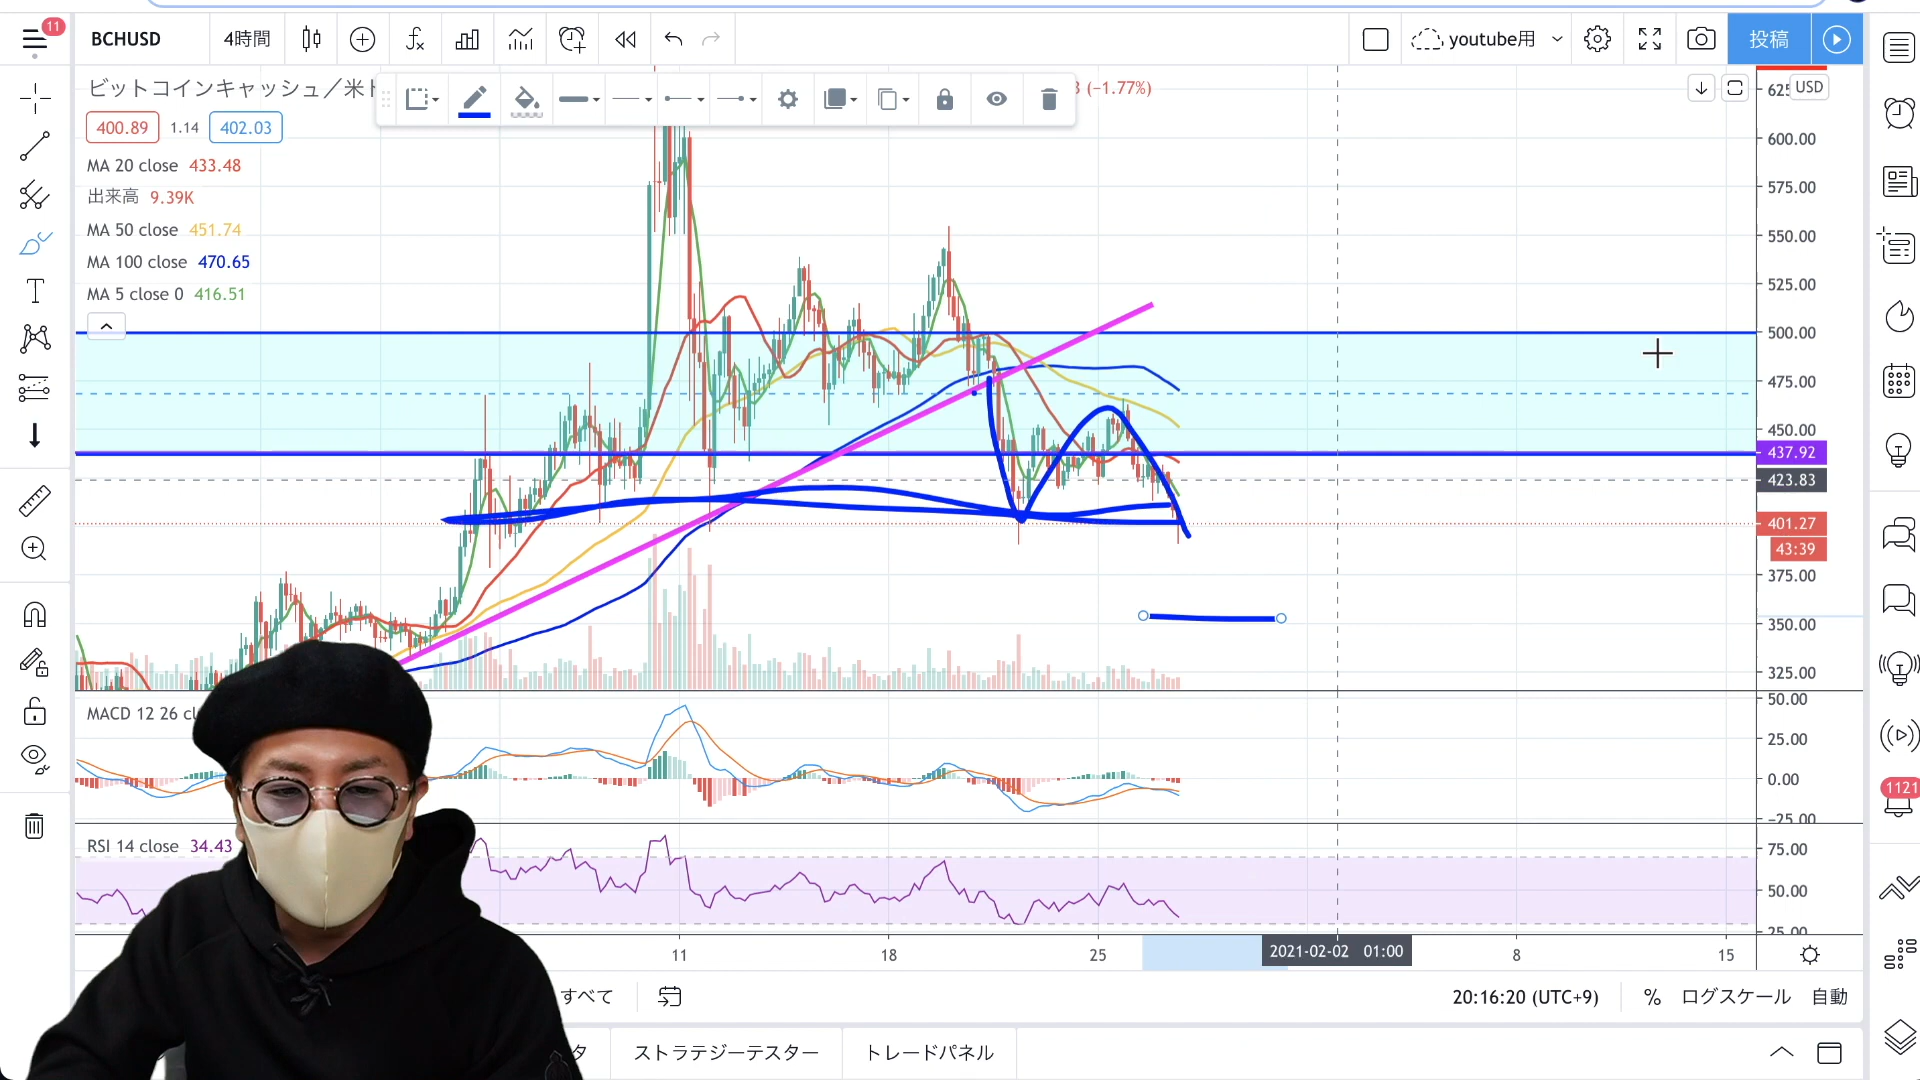 11
BCHUSD
4時間
youtube用
投稿
ビットコインキャッシュ／米
(−1.77%)
USD
400.89
1.14
402.03
MA 20 close 433.48
出来高 9.39K
MA 50 close 451.74
MA 100 close 470.65
MA 5 close 0 416.51
600.00
575.00
550.00
525.00
500.00
475.00
450.00
437.92
423.83
401.27
43:39
375.00
350.00
325.00
MACD 12 26
50.00
25.00
0.00
−25.00
1121
RSI 14 close 34.43
75.00
50.00
25.00
11
18
25
2021-02-02 01:00
8
15
すべて
20:16:20 (UTC+9)
%
ログスケール
自動
タ
ストラテジーテスター
トレードパネル